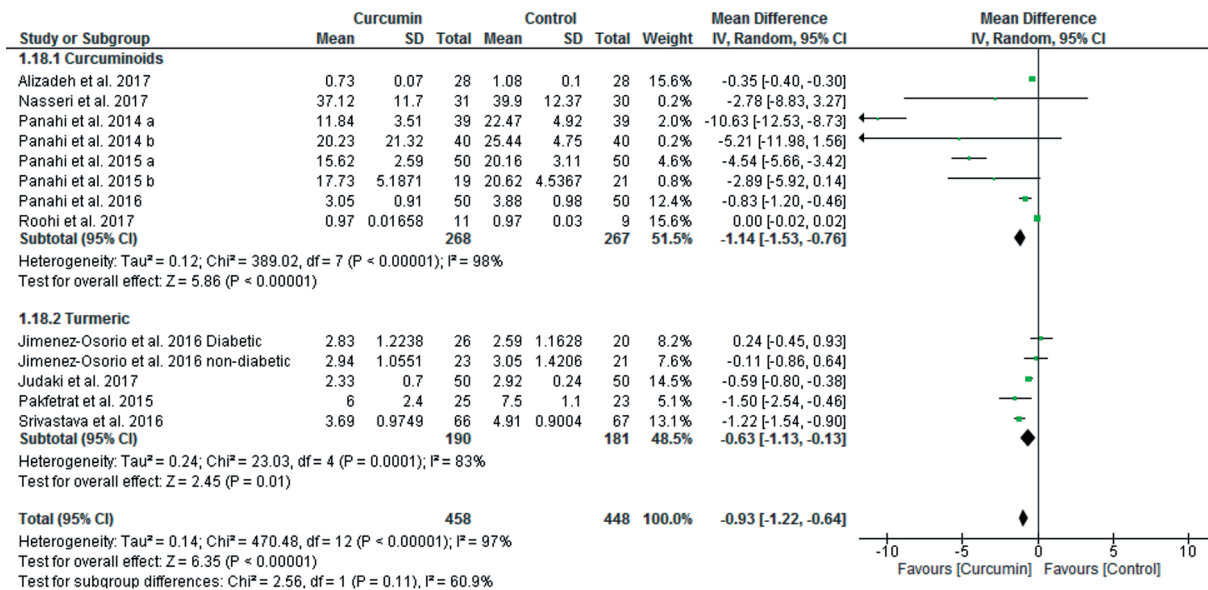 Curcumin Control Mean Difference Mean Difference
Study or Subgroup Mean SD Total Mean SD Total Weight IV, Random, 95% CI IV, Random, 95% CI
1.18.1 Curcuminoids
Alizadeh et al. 2017 0.73 0.07 28 1.08 0.1 28 15.6% -0.35 [-0.40, -0.30]
Nasseri et al. 2017 37.12 11.7 31 39.9 12.37 30 0.2% -2.78 [-8.83, 3.27]
Panahi et al. 2014 a 11.84 3.51 39 22.47 4.92 39 2.0% -10.63 [-12.53, -8.73]
Panahi et al. 2014 b 20.23 21.32 40 25.44 4.75 40 0.2% -5.21 [-11.98, 1.56]
Panahi et al. 2015 a 15.62 2.59 50 20.16 3.11 50 4.6% -4.54 [-5.66, -3.42]
Panahi et al. 2015 b 17.73 5.1871 19 20.62 4.5367 21 0.8% -2.89 [-5.92, 0.14]
Panahi et al. 2016 3.05 0.91 50 3.88 0.98 50 12.4% -0.83 [-1.20, -0.46]
Roohi et al. 2017 0.97 0.01658 11 0.97 0.03 9 15.6% 0.00 [-0.02, 0.02]
Subtotal (95% CI) 268 267 51.5% -1.14 [-1.53, -0.76]
Heterogeneity: Tau² = 0.12; Chi² = 389.02, df = 7 (P < 0.00001); I² = 98%
Test for overall effect: Z = 5.86 (P < 0.00001)
1.18.2 Turmeric
Jimenez-Osorio et al. 2016 Diabetic 2.83 1.2238 26 2.59 1.1628 20 8.2% 0.24 [-0.45, 0.93]
Jimenez-Osorio et al. 2016 non-diabetic 2.94 1.0551 23 3.05 1.4206 21 7.6% -0.11 [-0.86, 0.64]
Judaki et al. 2017 2.33 0.7 50 2.92 0.24 50 14.5% -0.59 [-0.80, -0.38]
Pakfetrat et al. 2015 6 2.4 25 7.5 1.1 23 5.1% -1.50 [-2.54, -0.46]
Srivastava et al. 2016 3.69 0.9749 66 4.91 0.9004 67 13.1% -1.22 [-1.54, -0.90]
Subtotal (95% CI) 190 181 48.5% -0.63 [-1.13, -0.13]
Heterogeneity: Tau² = 0.24; Chi² = 23.03, df = 4 (P = 0.0001); I² = 83%
Test for overall effect: Z = 2.45 (P = 0.01)
Total (95% CI) 458 448 100.0% -0.93 [-1.22, -0.64]
Heterogeneity: Tau² = 0.14; Chi² = 470.48, df = 12 (P < 0.00001); I² = 97%
Test for overall effect: Z = 6.35 (P < 0.00001)
Test for subgroup differences: Chi² = 2.56, df = 1 (P = 0.11), I² = 60.9%
-10 -5 0 5 10
Favours [Curcumin] Favours [Control]